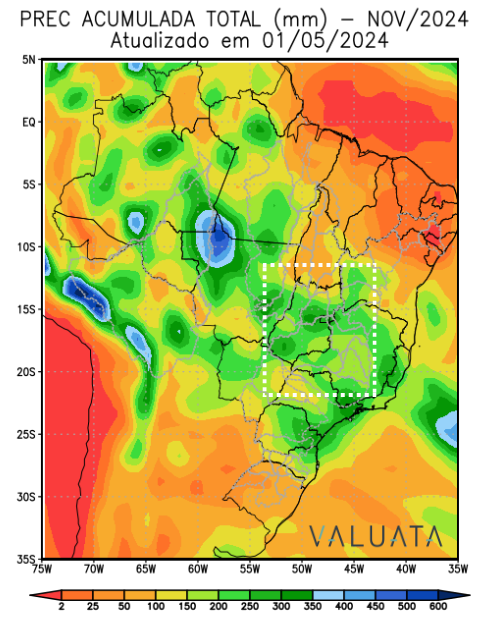 PREC ACUMULADA TOTAL (mm) – NOV/2024
Atualizado em 01/05/2024
5N
EQ
5S
10S
15S
20S
25S
30S
35S
VALUATA
75W 70W 65W 60W 55W 50W 45W 40W 35W
2 25 50 100 150 200 250 300 350 400 450 500 600